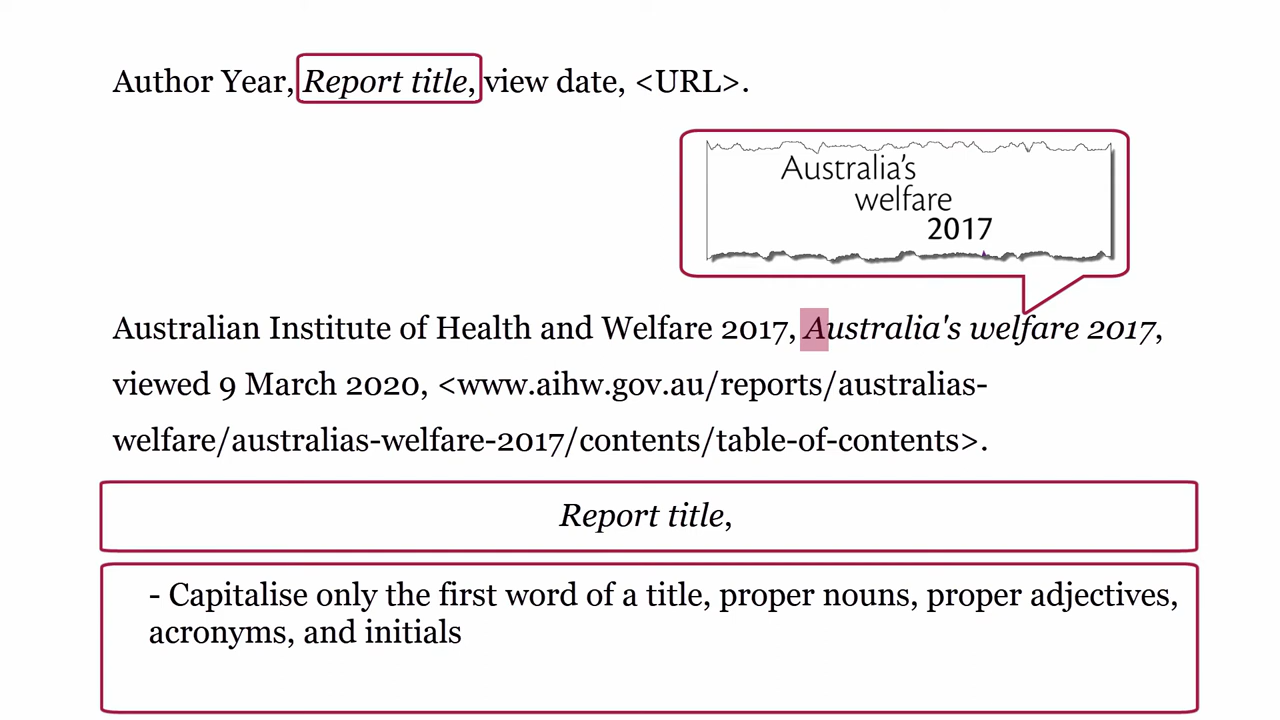 Author Year, Report title, view date, <URL>.
Australia’s
welfare
2017
Australian Institute of Health and Welfare 2017, Australia's welfare 2017,
viewed 9 March 2020, <www.aihw.gov.au/reports/australias-
welfare/australias-welfare-2017/contents/table-of-contents>.
Report title,
- Capitalise only the first word of a title, proper nouns, proper adjectives,
acronyms, and initials